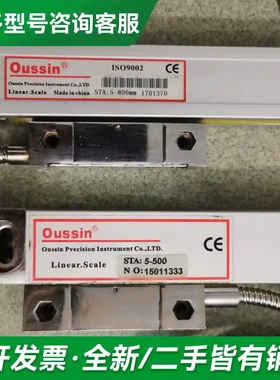 型号咨询客服
Oussin®
ISO9002
CE
Oussin Precision Instrument Co.,LTD.
Linear.Scale
Made in china
STA:5-800mm 1701370
Oussin®
Oussin Precision Instrument Co.,LTD.
CE
Linear.Scale
STA: 5-500
N O:15011333
开发票·全新/二手皆有